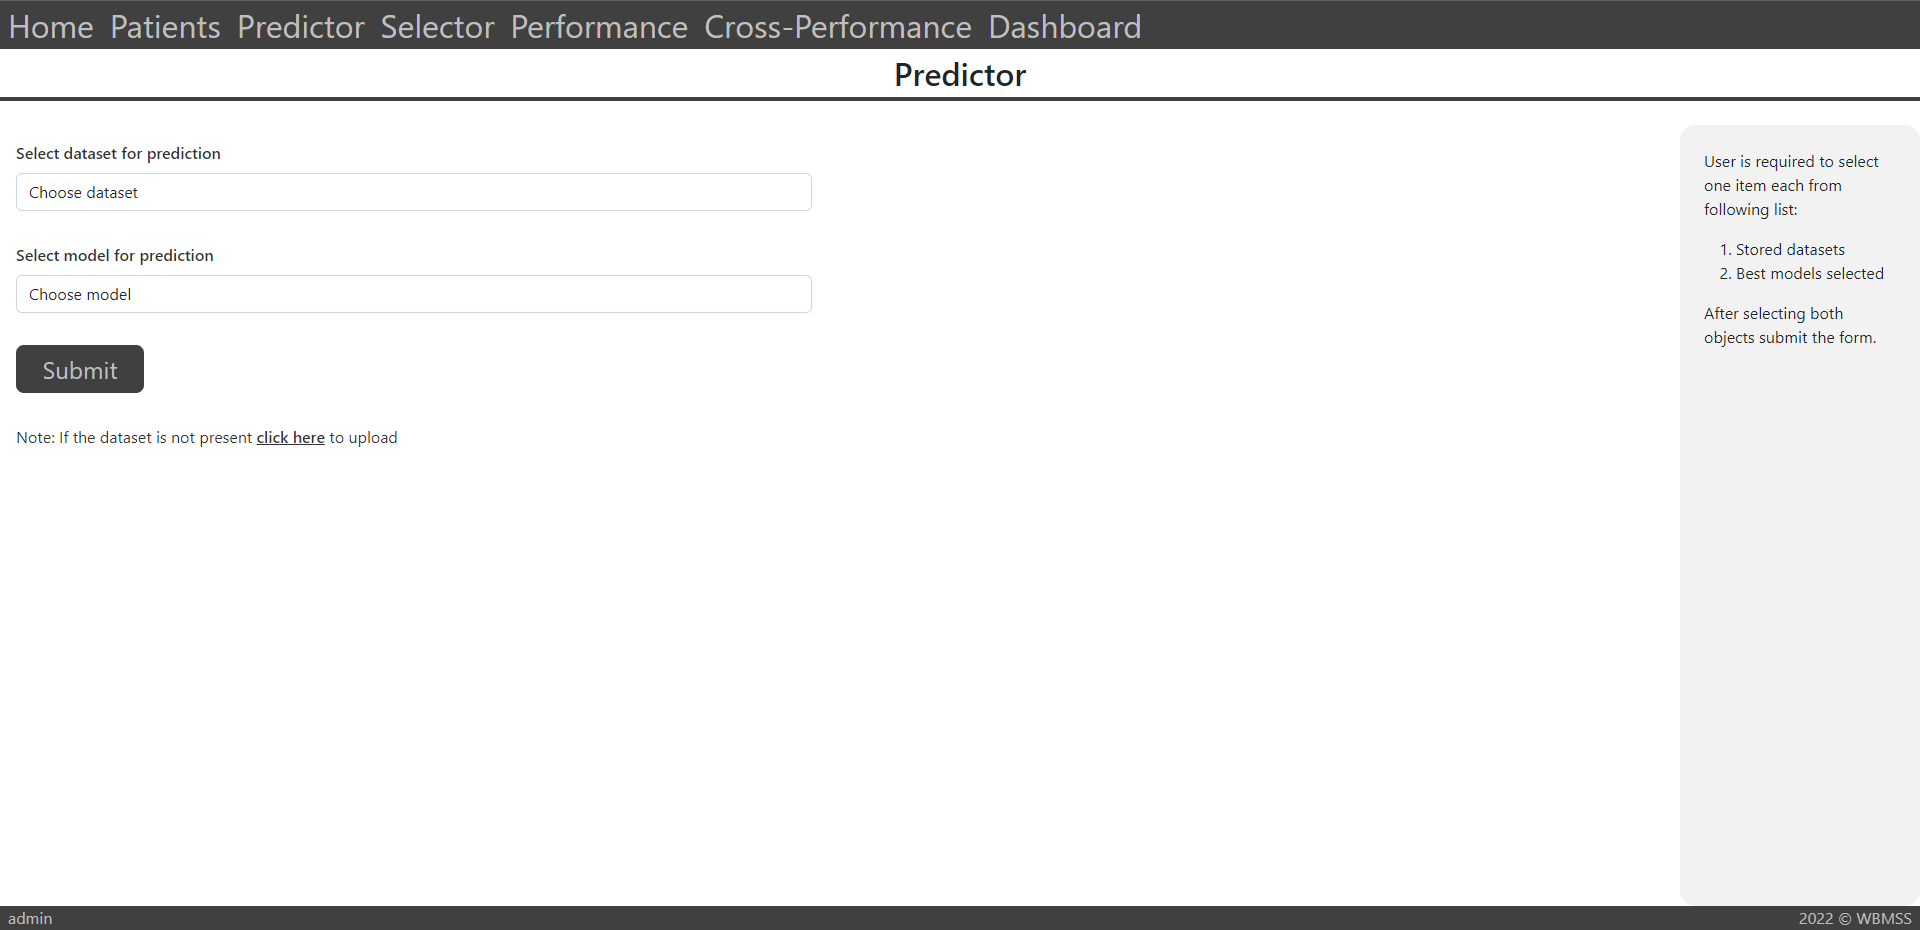 Home Patients Predictor Selector Performance Cross-Performance Dashboard
Predictor
Select dataset for prediction
Choose dataset
Select model for prediction
Choose model
Submit
Note: If the dataset is not present click here to upload
User is required to select
one item each from
following list:
1. Stored datasets
2. Best models selected
After selecting both
objects submit the form.
admin
2022 © WBMSS